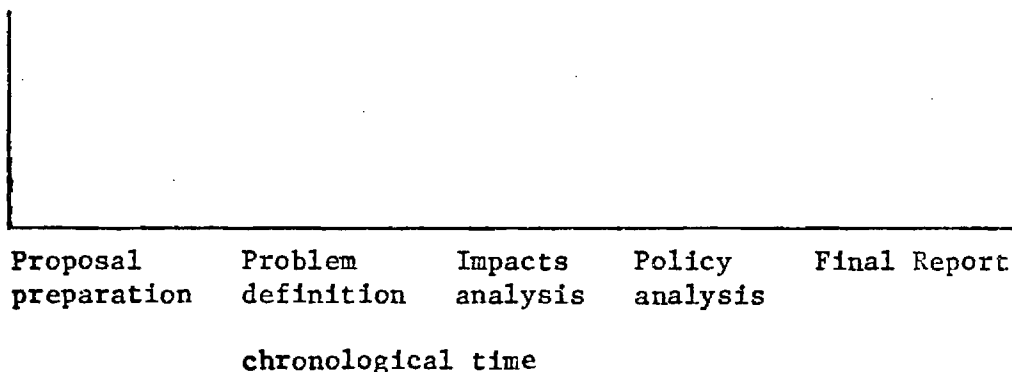 Proposal Problem Impacts Policy Final Report
preparation definition analysis analysis
chronological time